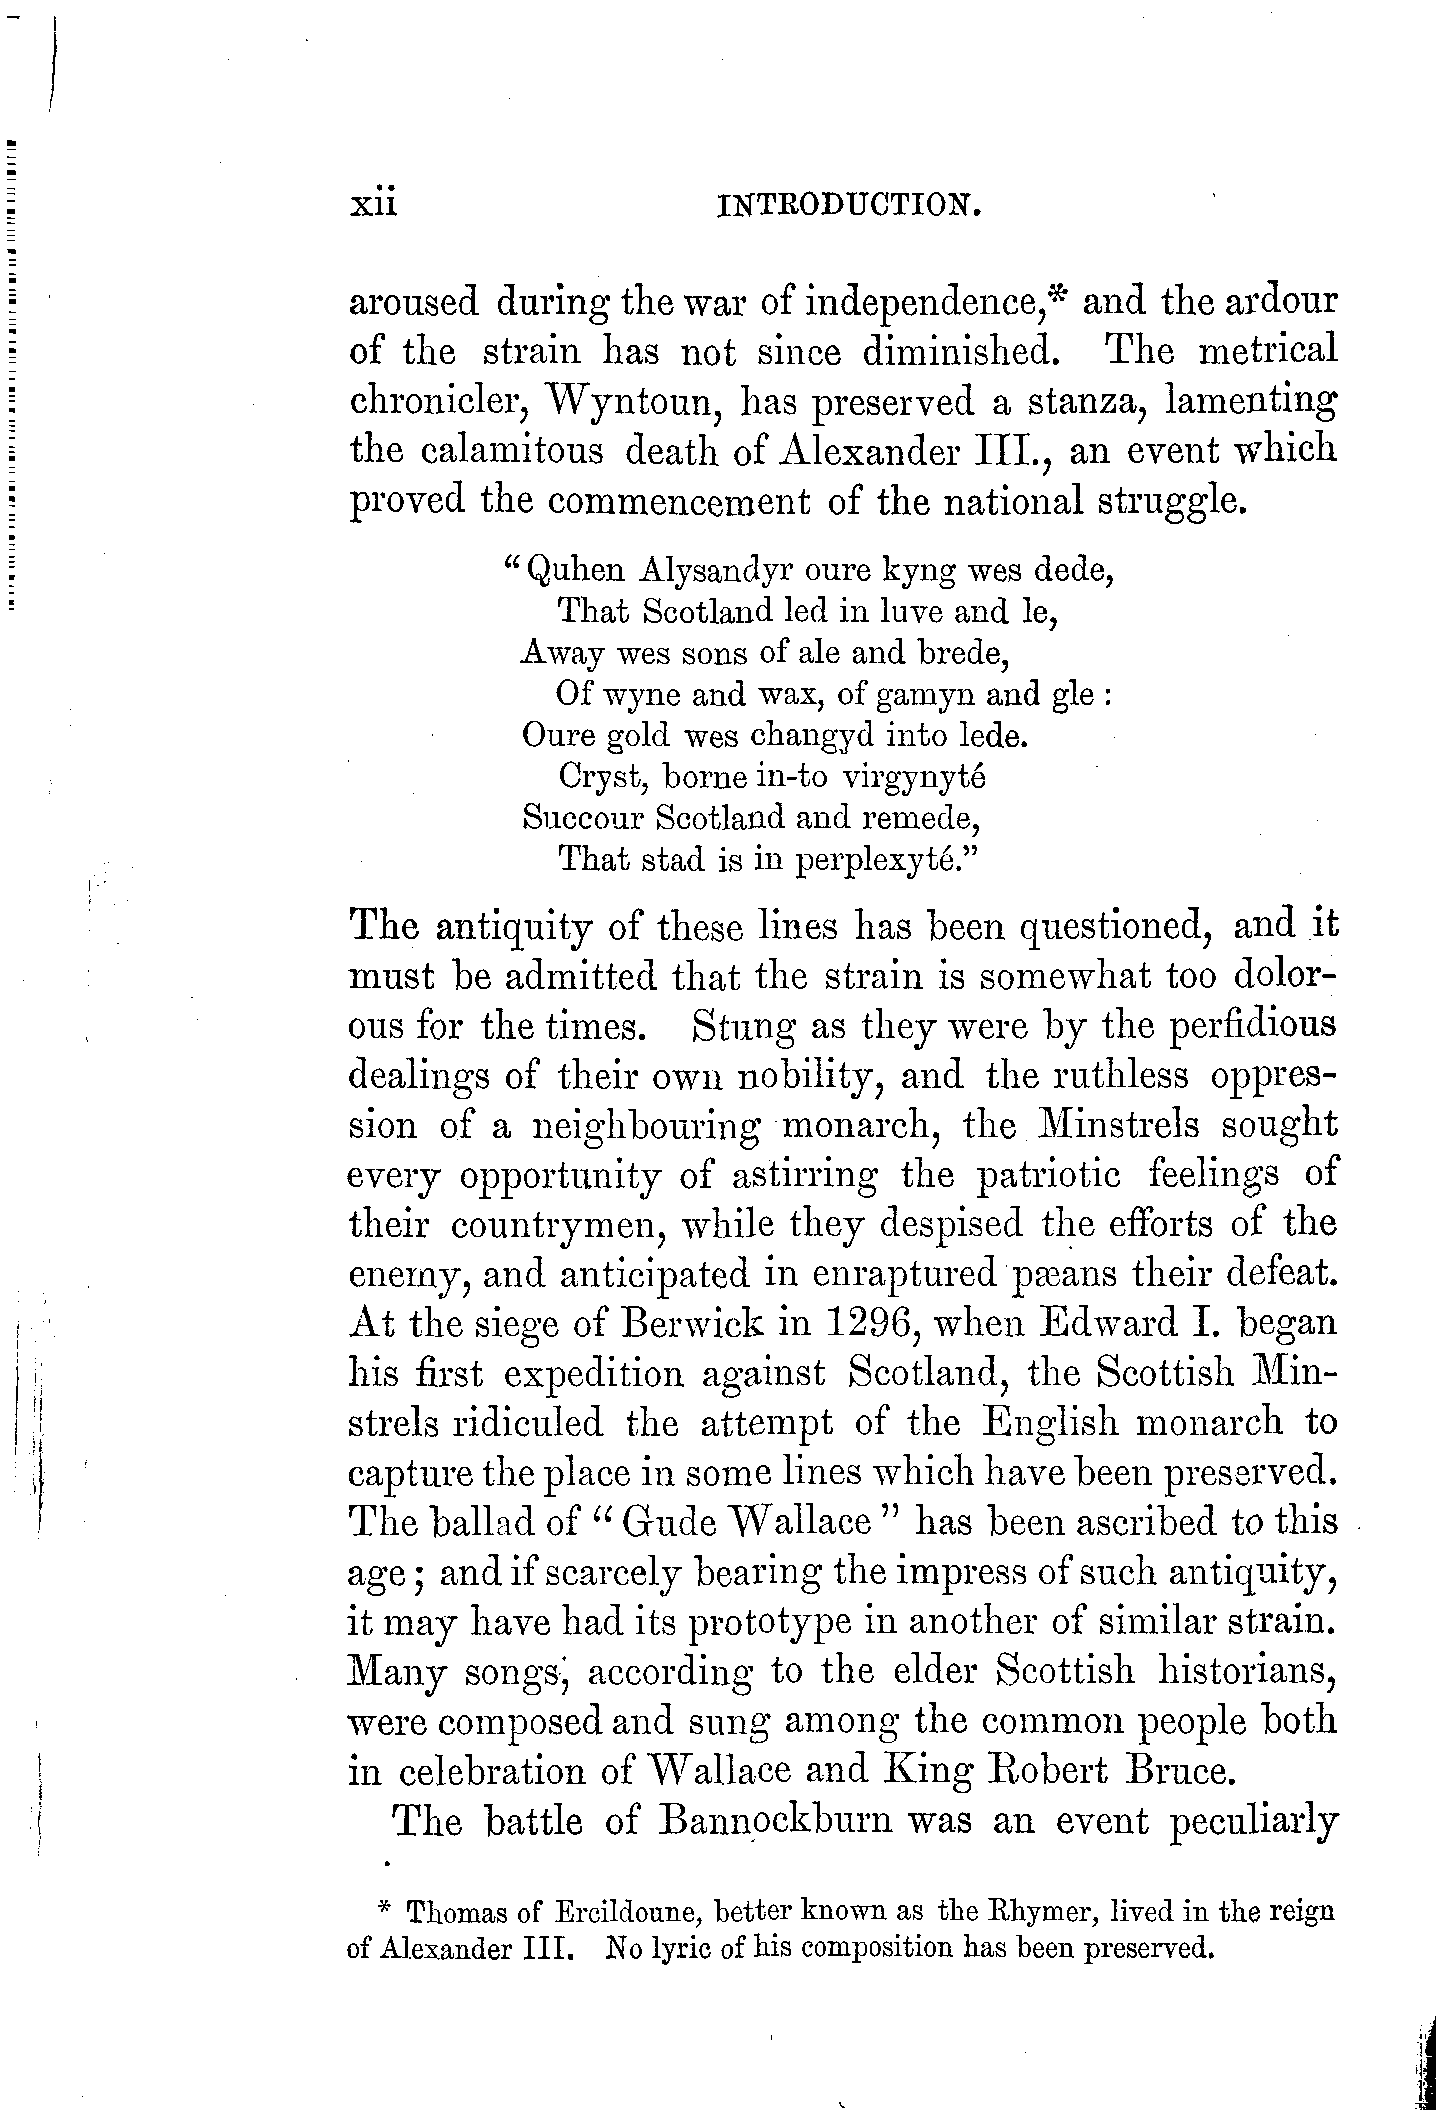 xii INTRODUCTION.
aroused during the war of independence,* and the ardour
of the strain has not since diminished. The metrical
chronicler, Wyntoun, has preserved a stanza, lamenting
the calamitous death of Alexander III., an event which
proved the commencement of the national struggle.
“Quhen Alysandyr oure kyng wes dede,
That Scotland led in luve and le,
Away wes sons of ale and brede,
Of wyne and wax, of gamyn and gle :
Oure gold wes changyd into lede.
Cryst, borne in-to virgynyté
Succour Scotland and remede,
That stad is in perplexyté.”
The antiquity of these lines has been questioned, and it
must be admitted that the strain is somewhat too dolor-
ous for the times. Stung as they were by the perfidious
dealings of their own nobility, and the ruthless oppres-
sion of a neighbouring monarch, the Minstrels sought
every opportunity of astirring the patriotic feelings of
their countrymen, while they despised the efforts of the
enemy, and anticipated in enraptured pæans their defeat.
At the siege of Berwick in 1296, when Edward I. began
his first expedition against Scotland, the Scottish Min-
strels ridiculed the attempt of the English monarch to
capture the place in some lines which have been preserved.
The ballad of “Gude Wallace” has been ascribed to this
age; and if scarcely bearing the impress of such antiquity,
it may have had its prototype in another of similar strain.
Many songs, according to the elder Scottish historians,
were composed and sung among the common people both
in celebration of Wallace and King Robert Bruce.
The battle of Bannockburn was an event peculiarly
* Thomas of Ercildoune, better known as the Rhymer, lived in the reign
of Alexander III. No lyric of his composition has been preserved.